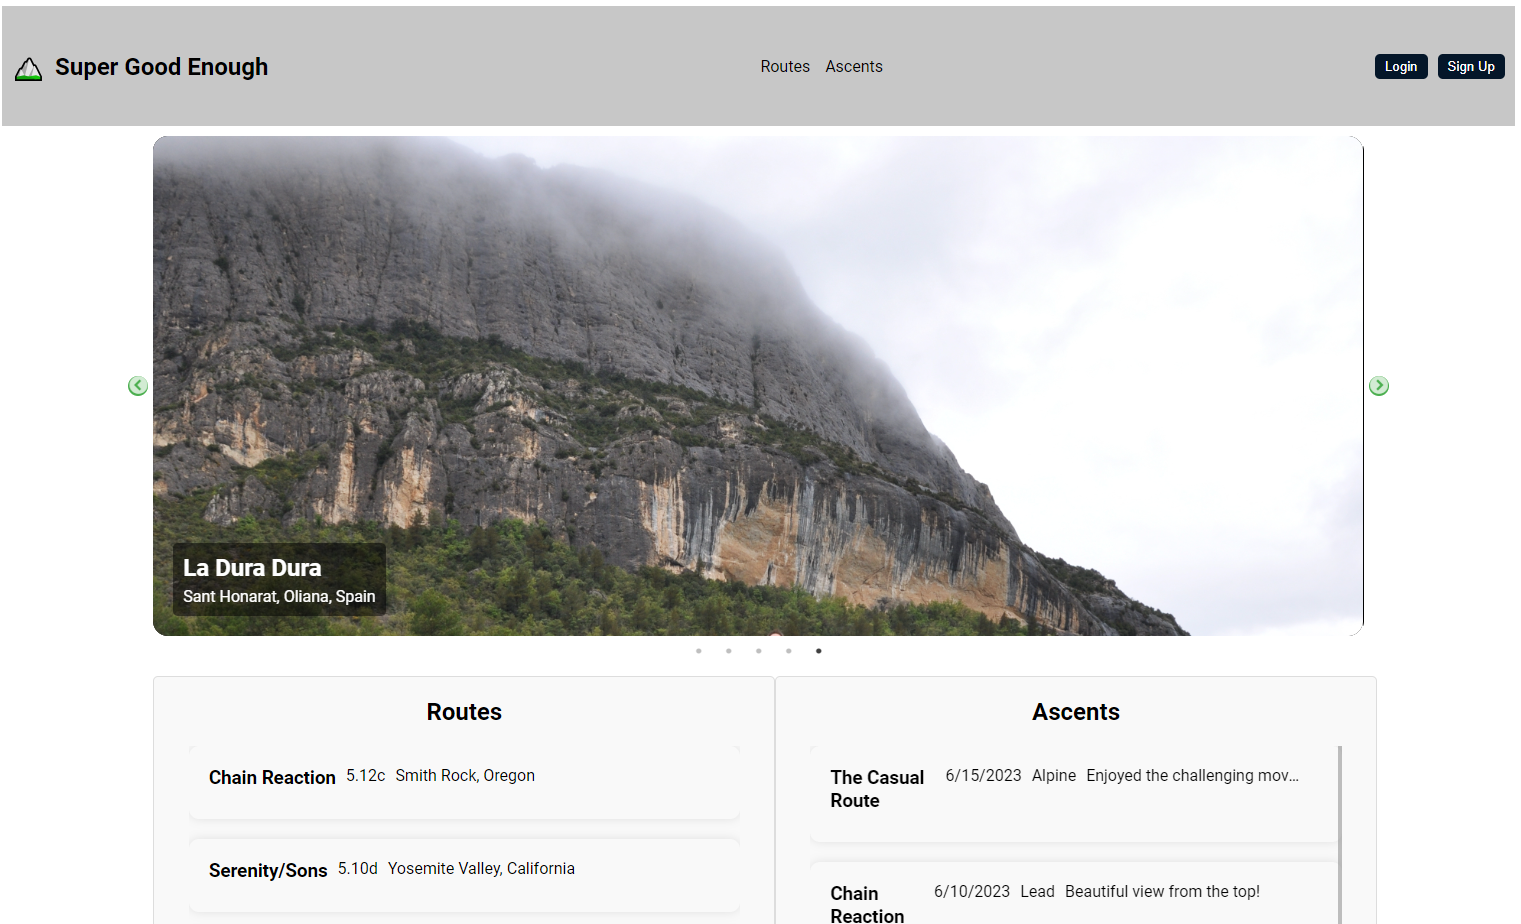 Super Good Enough
Routes Ascents
Login Sign Up
La Dura Dura
Sant Honarat, Oliana, Spain
Routes
Chain Reaction 5.12c Smith Rock, Oregon
Serenity/Sons 5.10d Yosemite Valley, California
Ascents
The Casual 6/15/2023 Alpine Enjoyed the challenging mov...
Route
Chain 6/10/2023 Lead Beautiful view from the top!
Reaction